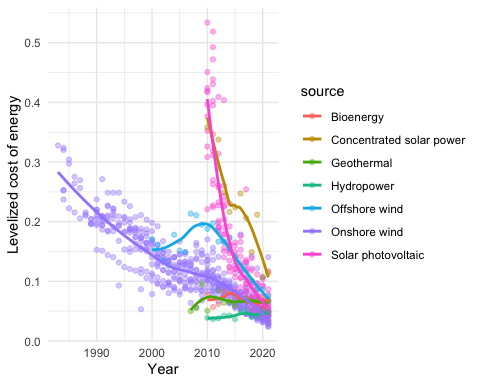 Levelized cost of energy
0.5
0.4
0.3
0.2
0.1
0.0
1990
2000
2010
2020
Year
source
Bioenergy
Concentrated solar power
Geothermal
Hydropower
Offshore wind
Onshore wind
Solar photovoltaic